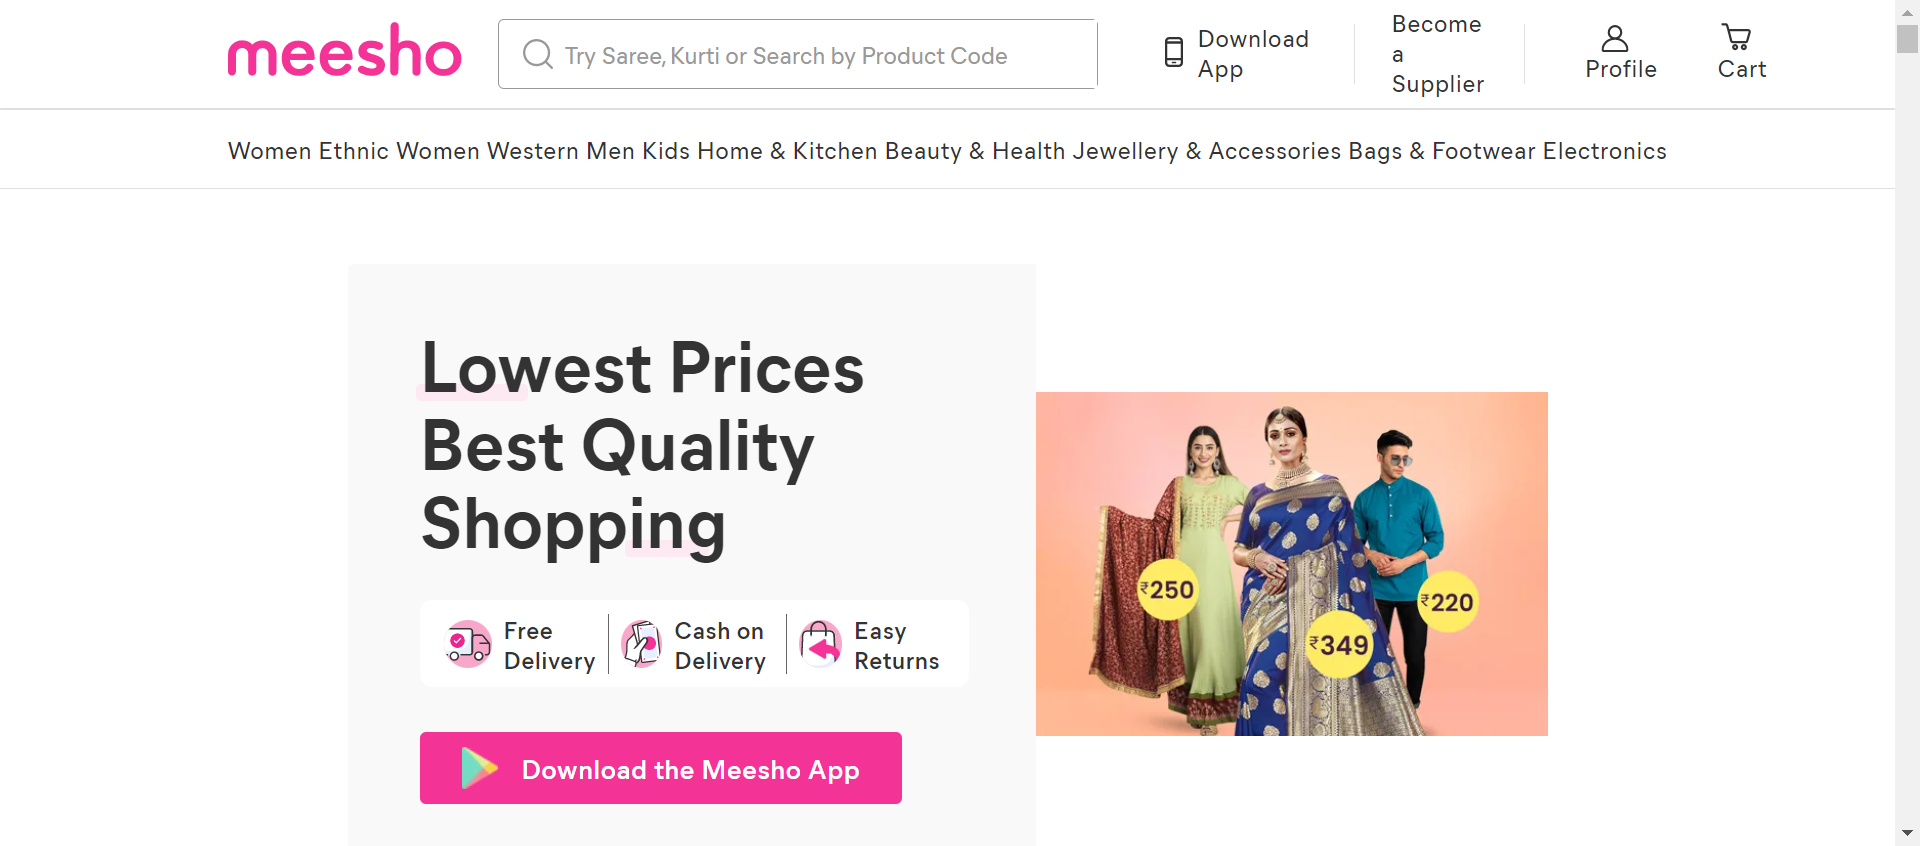 meesho
Try Saree, Kurti or Search by Product Code
Download
App
Become
a
Supplier
Profile
Cart
Women Ethnic Women Western Men Kids Home & Kitchen Beauty & Health Jewellery & Accessories Bags & Footwear Electronics
Lowest Prices
Best Quality
Shopping
Free
Delivery
Cash on
Delivery
Easy
Returns
Download the Meesho App
₹250
₹349
₹220